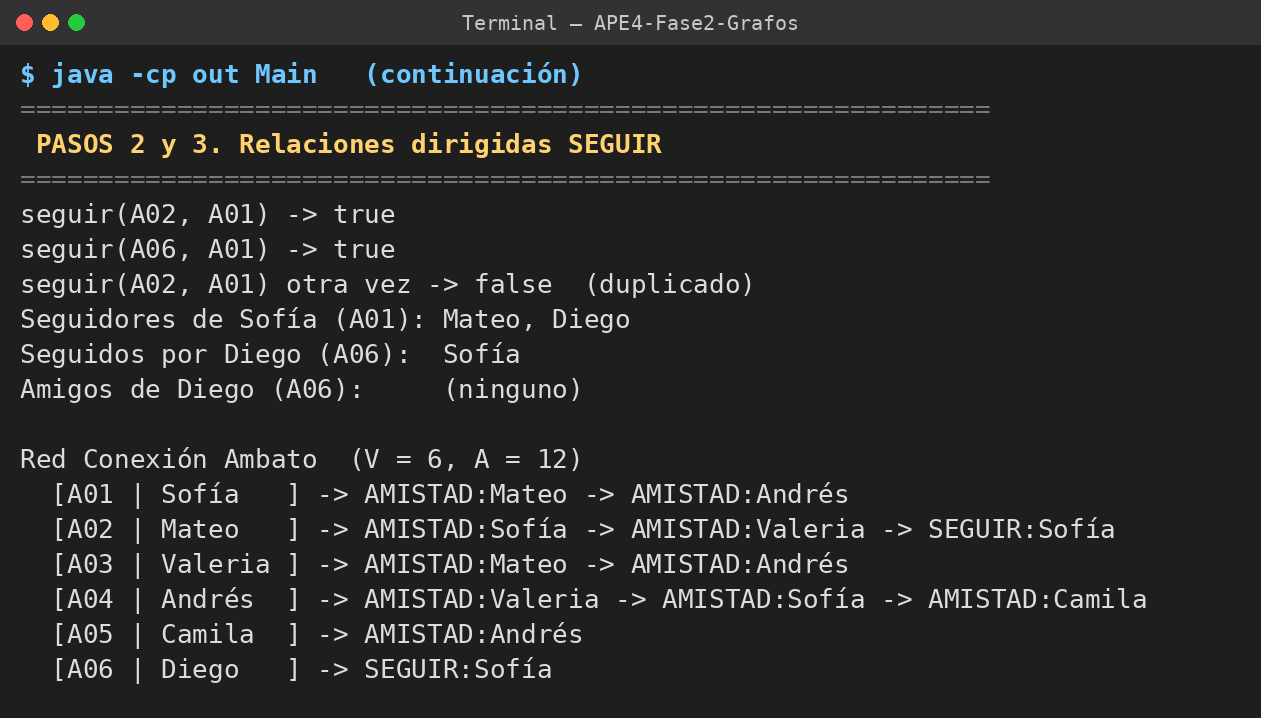 Terminal — APE4-Fase2-Grafos
$ java -cp out Main   (continuación)
==============================================================
 PASOS 2 y 3. Relaciones dirigidas SEGUIR
==============================================================
seguir(A02, A01) -> true
seguir(A06, A01) -> true
seguir(A02, A01) otra vez -> false  (duplicado)
Seguidores de Sofía (A01): Mateo, Diego
Seguidos por Diego (A06):  Sofía
Amigos de Diego (A06):     (ninguno)
Red Conexión Ambato  (V = 6, A = 12)
  [A01 | Sofía   ] -> AMISTAD:Mateo -> AMISTAD:Andrés
  [A02 | Mateo   ] -> AMISTAD:Sofía -> AMISTAD:Valeria -> SEGUIR:Sofía
  [A03 | Valeria ] -> AMISTAD:Mateo -> AMISTAD:Andrés
  [A04 | Andrés  ] -> AMISTAD:Valeria -> AMISTAD:Sofía -> AMISTAD:Camila
  [A05 | Camila  ] -> AMISTAD:Andrés
  [A06 | Diego   ] -> SEGUIR:Sofía